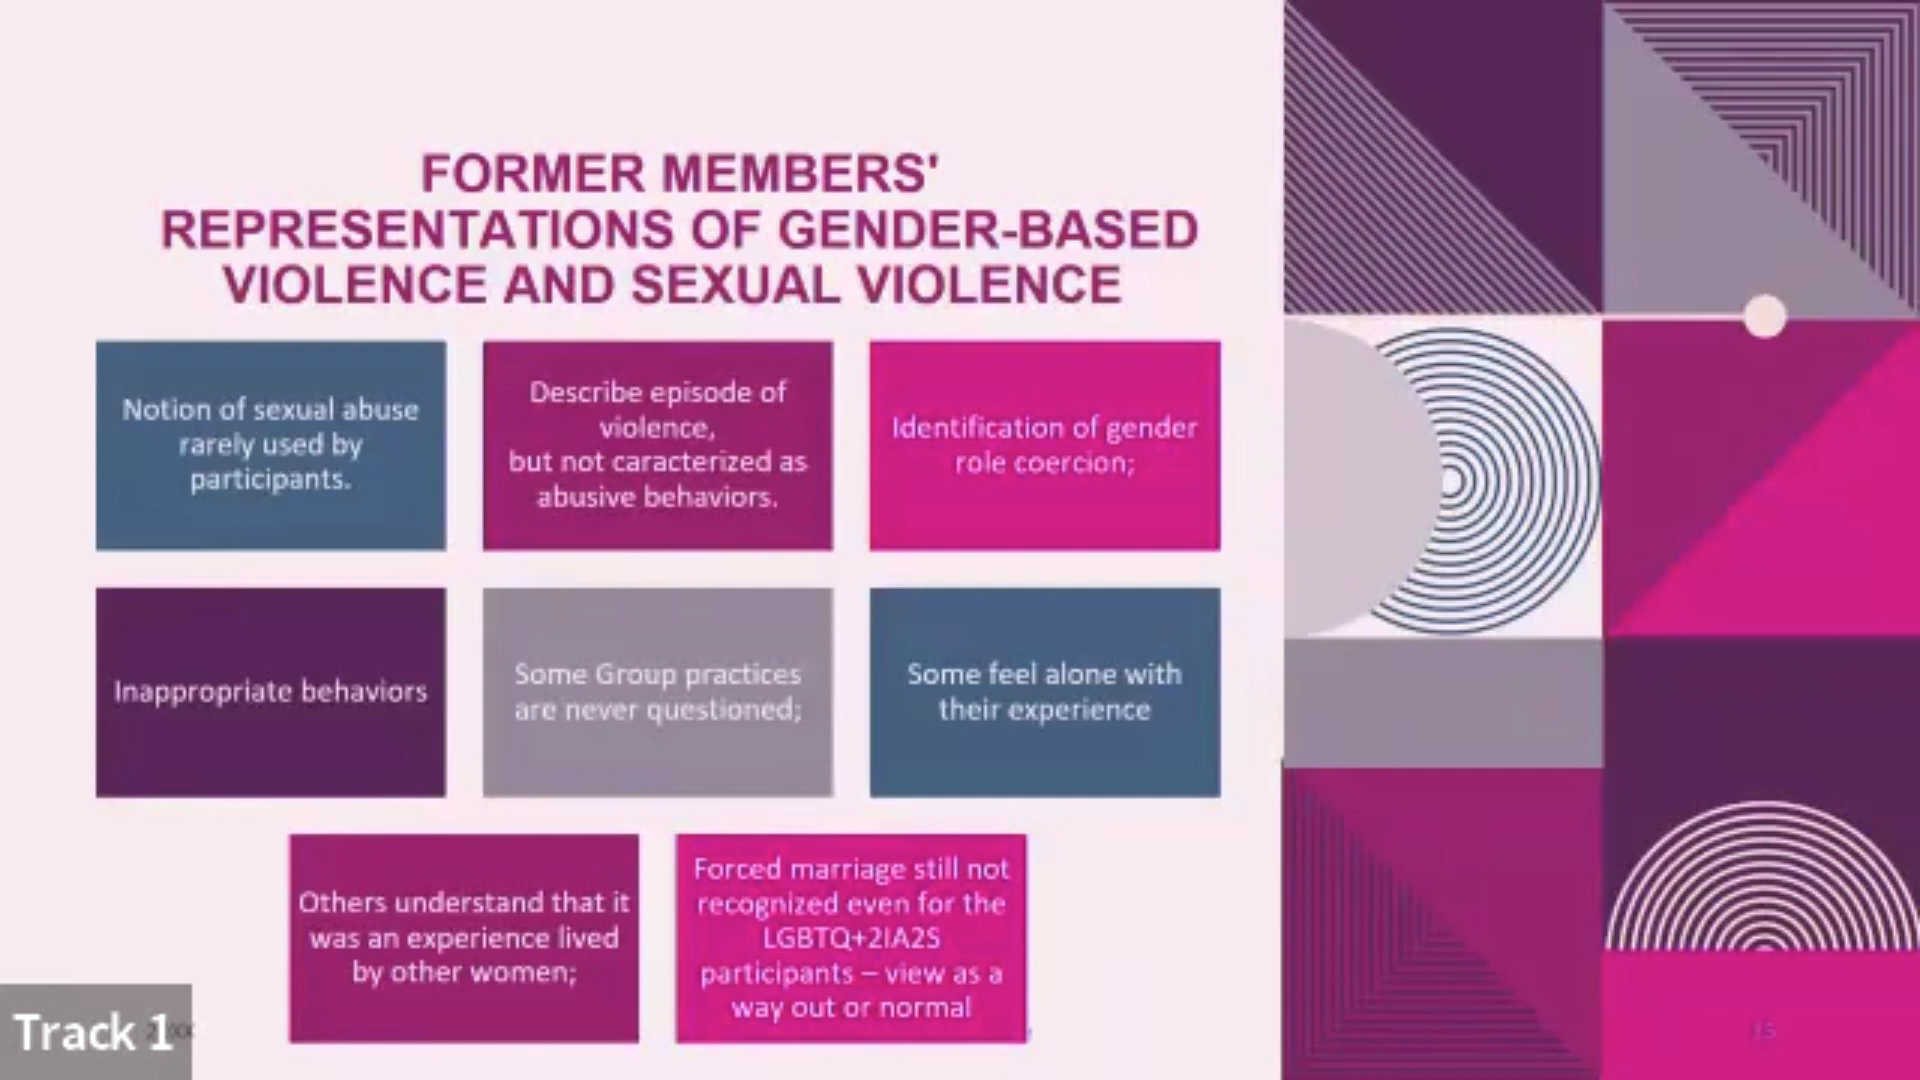 FORMER MEMBERS'
REPRESENTATIONS OF GENDER-BASED
VIOLENCE AND SEXUAL VIOLENCE
Notion of sexual abuse
rarely used by
participants.
Describe episode of
violence,
but not caracterized as
abusive behaviors.
Identification of gender
role coercion;
Inappropriate behaviors
Some Group practices
are never questioned;
Some feel alone with
their experience
Others understand that it
was an experience lived
by other women;
Forced marriage still not
recognized even for the
LGBTQ+2IA2S
participants – view as a
way out or normal
Track 1
15